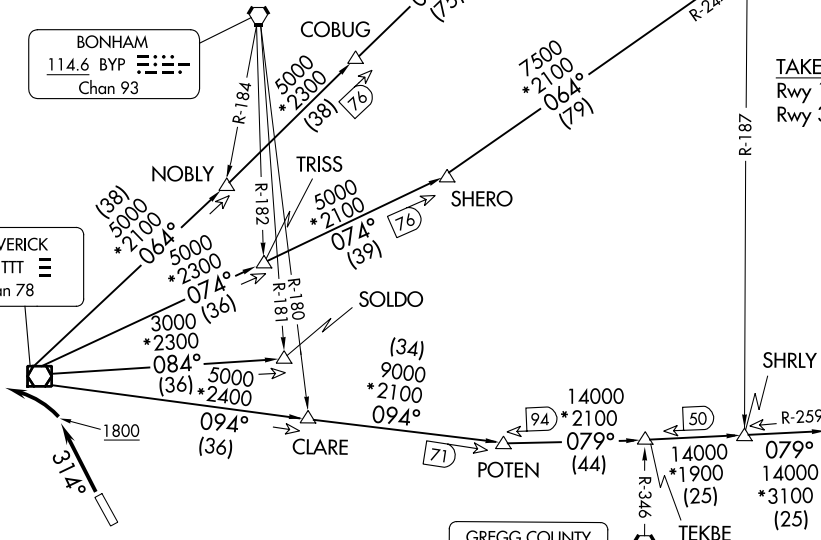 (75)
R-24
BONHAM
114.6 BYP
Chan 93
COBUG
5000
*2300
(38)
76
7500
*2100
064°
(79)
TAKE
Rwy
Rwy 3
R-184
R-187
NOBLY
TRISS
R-182
5000
*2100
074°
(39)
76
SHERO
(38)
5000
*2100
064°
VERICK
TTT
an 78
5000
*2300
074°
(36)
R-181
R-180
SOLDO
3000
*2300
084°
(36)
5000
*2400
094°
(36)
(34)
9000
*2100
094°
CLARE
71
1800
314°
94
14000
*2100
079°
(44)
POTEN
50
SHRLY
R-259
14000
*1900
(25)
079°
14000
*3100
(25)
R-346
TEKBE
GREGG COUNTY